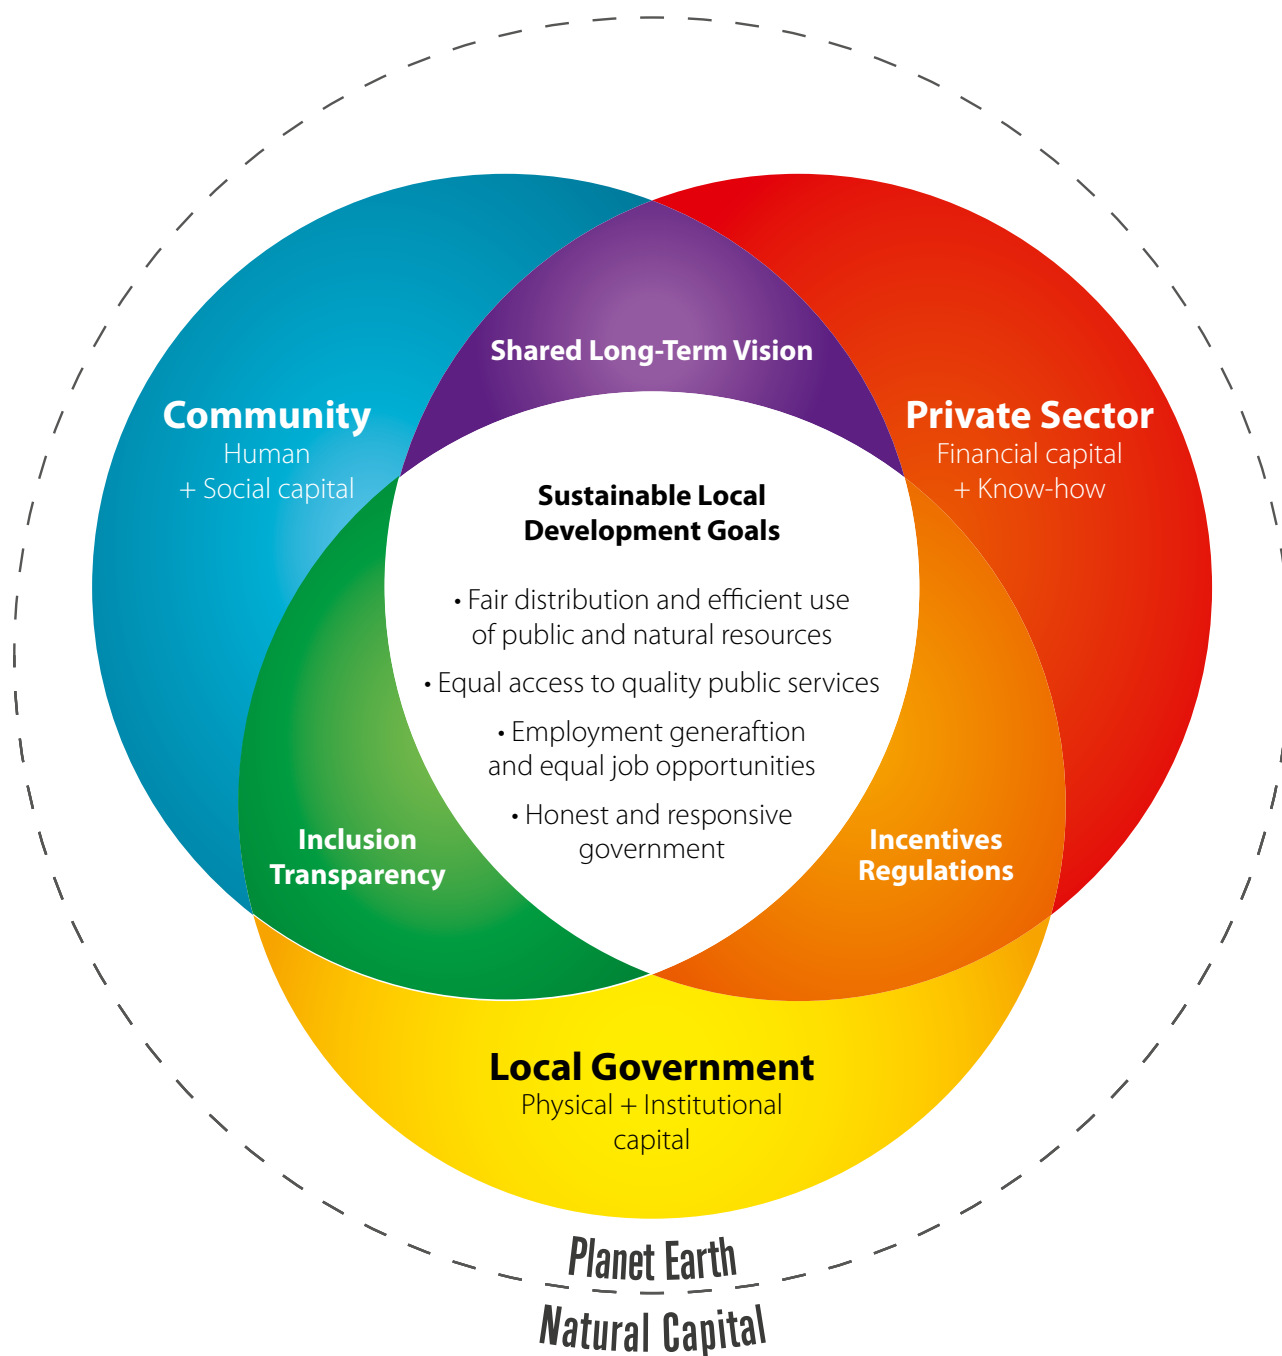 Shared Long-Term Vision
Community
Human
+ Social capital
Private Sector
Financial capital
+ Know-how
Sustainable Local
Development Goals
• Fair distribution and efficient use
of public and natural resources
• Equal access to quality public services
• Employment generaftion
and equal job opportunities
• Honest and responsive
government
Inclusion
Transparency
Incentives
Regulations
Local Government
Physical + Institutional
capital
Planet Earth
Natural Capital